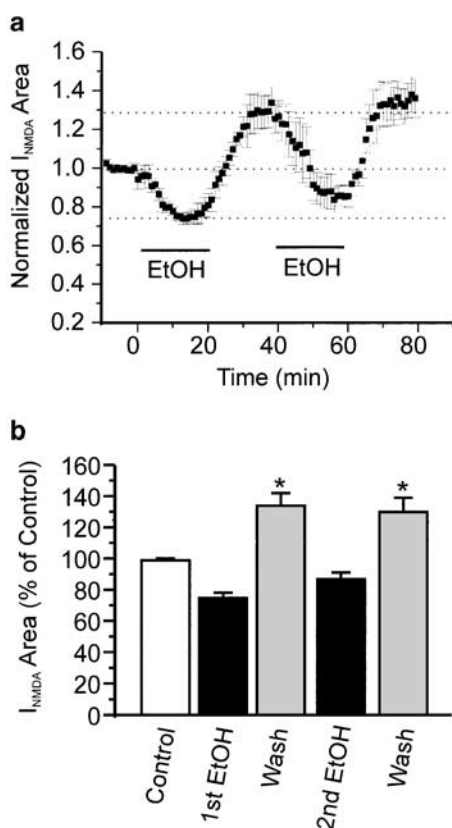 a
Normalized I_NMDA Area
1.6
1.4
1.2
1.0
0.8
0.6
0.4
0.2
EtOH
EtOH
0
20
40
60
80
Time (min)
b
I_NMDA Area (% of Control)
160
140
120
100
80
60
40
20
0
*
*
Control
1st EtOH
Wash
2nd EtOH
Wash